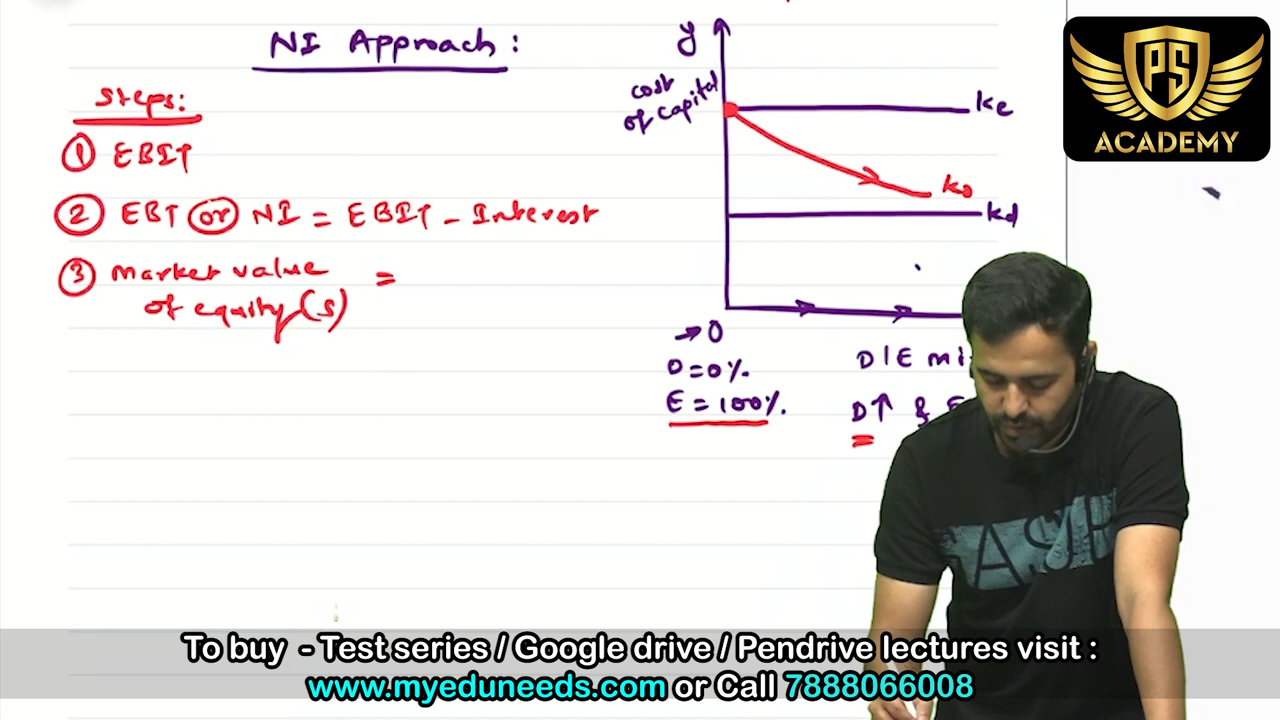 NI Approach :
Steps:
① EBIT
② EBT or NI = EBIT - Interest
③ market value =
of equity (s)
y
cost
of capital
ke
ko
kd
→ 0
D=0%.
E = 100%.
D/E
D↑ &
PS
ACADEMY
To buy - Test series / Google drive / Pendrive lectures visit :
www.myeduneeds.com or Call 7888066008